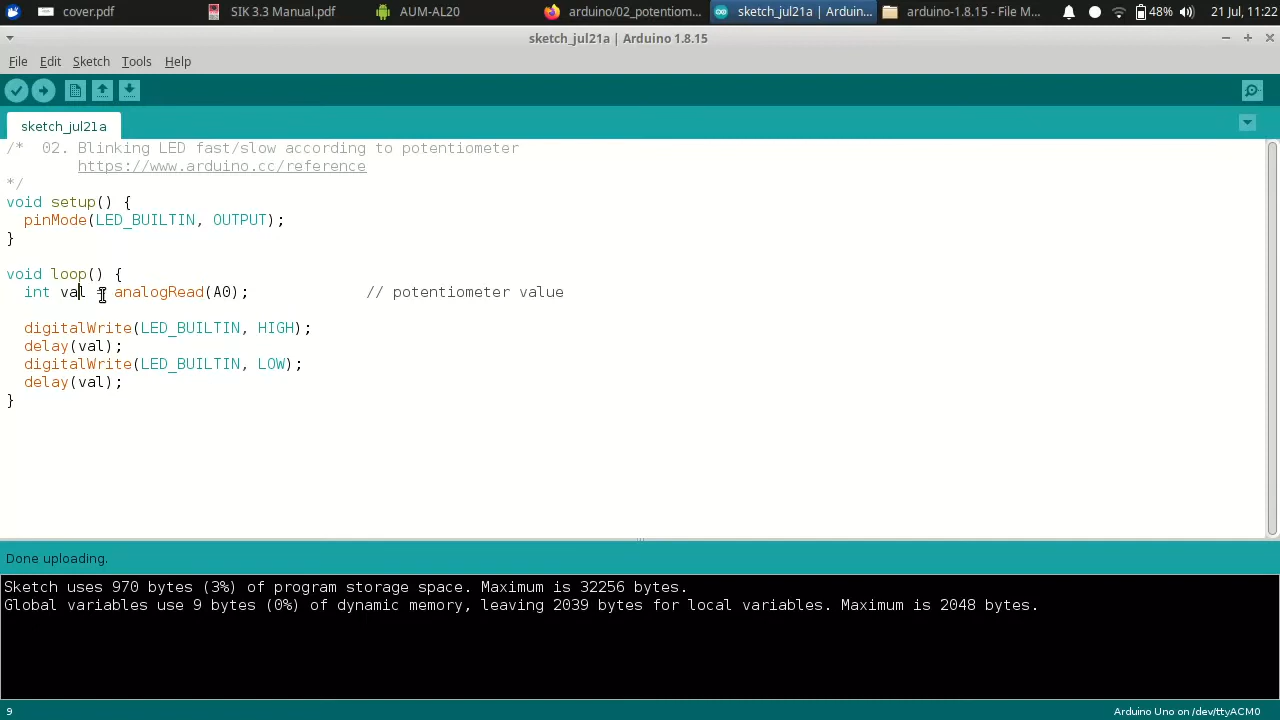 cover.pdf SIK 3.3 Manual.pdf AUM-AL20 arduino/02_potentiom... sketch_jul21a | Arduin... arduino-1.8.15 - File M... 48% 21 Jul, 11:22
sketch_jul21a | Arduino 1.8.15
File Edit Sketch Tools Help
sketch_jul21a
/*  02. Blinking LED fast/slow according to potentiometer
        https://www.arduino.cc/reference
*/
void setup() {
  pinMode(LED_BUILTIN, OUTPUT);
}
void loop() {
  int val = analogRead(A0);             // potentiometer value
  digitalWrite(LED_BUILTIN, HIGH);
  delay(val);
  digitalWrite(LED_BUILTIN, LOW);
  delay(val);
}
Done uploading.
Sketch uses 970 bytes (3%) of program storage space. Maximum is 32256 bytes.
Global variables use 9 bytes (0%) of dynamic memory, leaving 2039 bytes for local variables. Maximum is 2048 bytes.
9 Arduino Uno on /dev/ttyACM0